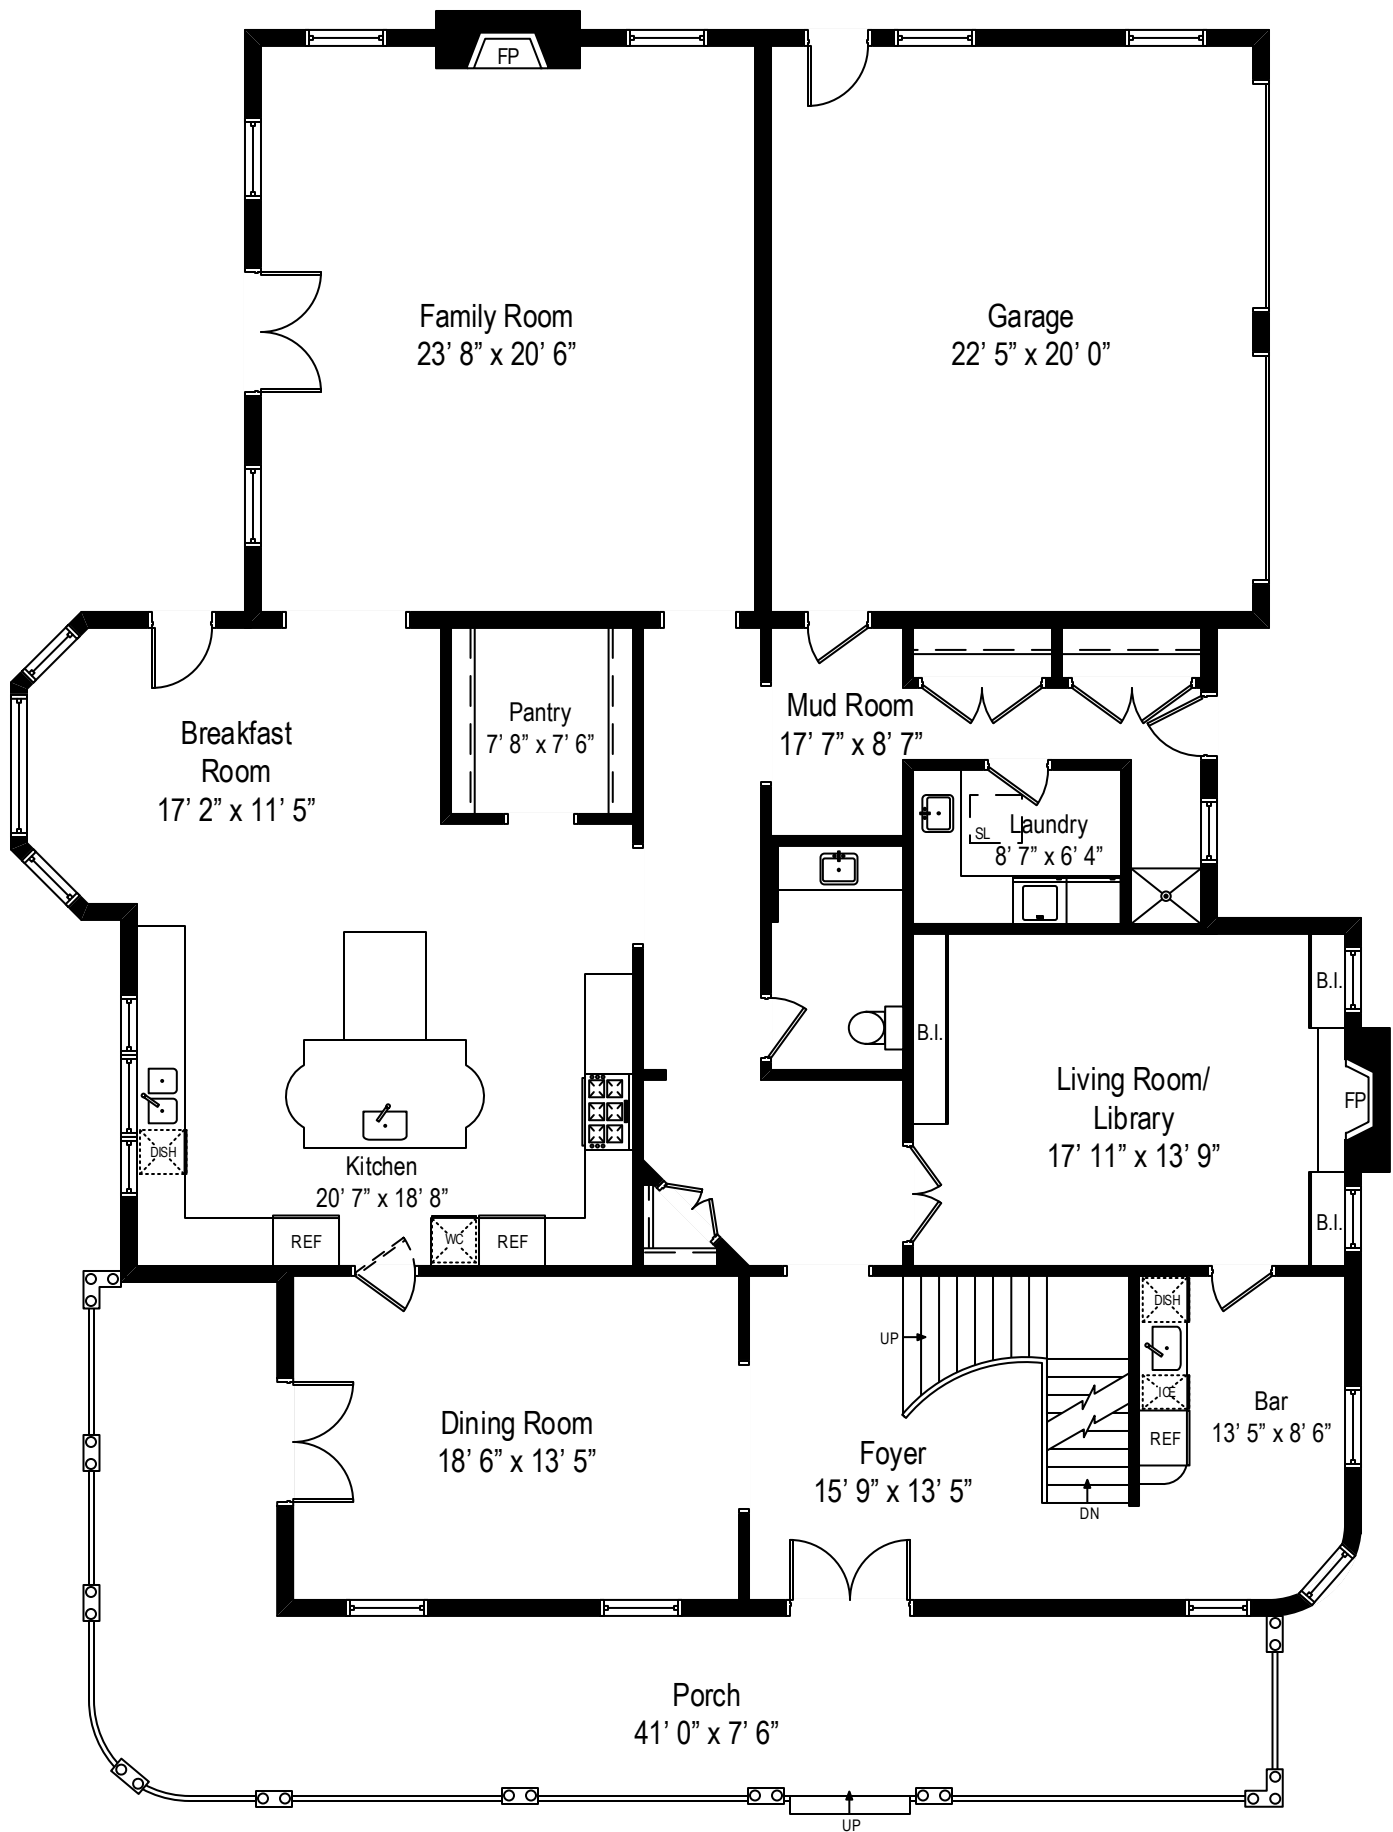 FP
Family Room
23’ 8” x 20’ 6”
Garage
22’ 5” x 20’ 0”
Breakfast
Room
17’ 2” x 11’ 5”
Pantry
7’ 8” x 7’ 6”
Mud Room
17’ 7” x 8’ 7”
SL
Laundry
8’ 7” x 6’ 4”
B.I.
B.I.
Living Room/
Library
17’ 11” x 13’ 9”
FP
B.I.
DISH
Kitchen
20’ 7” x 18’ 8”
REF
WC
REF
UP
DISH
ICE
REF
Bar
13’ 5” x 8’ 6”
Dining Room
18’ 6” x 13’ 5”
Foyer
15’ 9” x 13’ 5”
DN
Porch
41’ 0” x 7’ 6”
UP